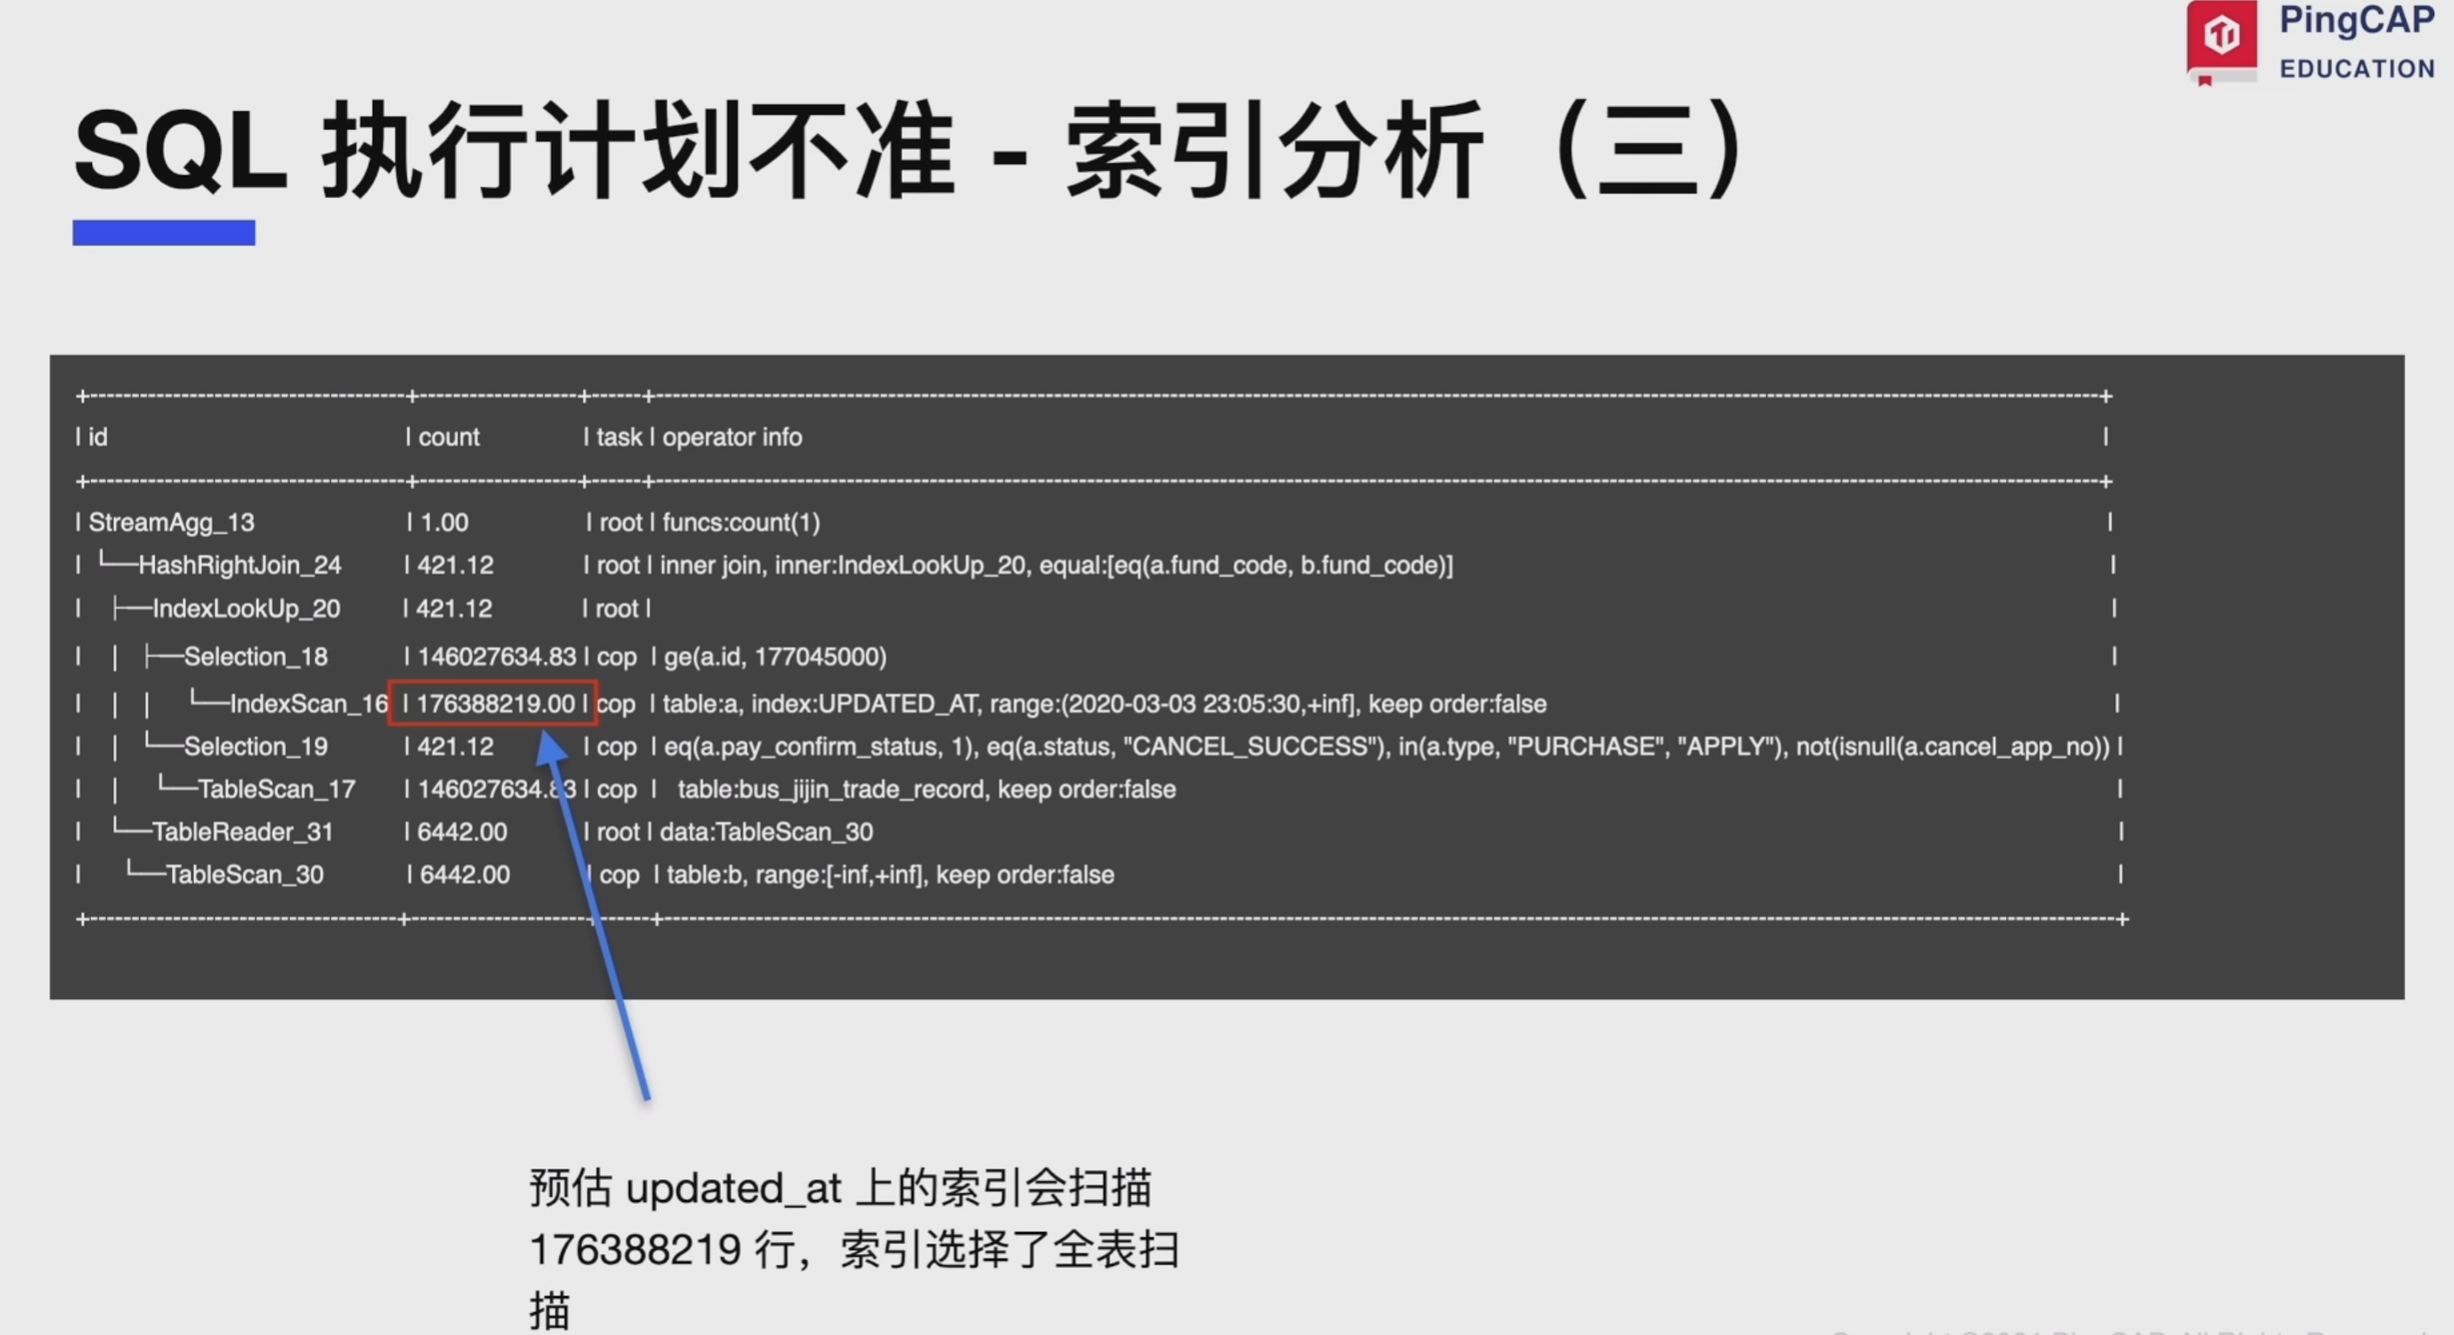 PingCAP
EDUCATION
SQL 执行计划不准 - 索引分析（三）
+--------------------------------------+--------------------+------+------------------------------------------------------------+
| id | count | task | operator info |
+--------------------------------------+--------------------+------+------------------------------------------------------------+
| StreamAgg_13 | 1.00 | root | funcs:count(1) |
| └──HashRightJoin_24 | 421.12 | root | inner join, inner:IndexLookUp_20, equal:[eq(a.fund_code, b.fund_code)] |
| ├──IndexLookUp_20 | 421.12 | root | |
| │ ├──Selection_18 | 146027634.83 | cop | ge(a.id, 177045000) |
| │ │ └──IndexScan_16 | 176388219.00 | cop | table:a, index:UPDATED_AT, range:(2020-03-03 23:05:30,+inf], keep order:false |
| │ └──Selection_19 | 421.12 | cop | eq(a.pay_confirm_status, 1), eq(a.status, "CANCEL_SUCCESS"), in(a.type, "PURCHASE", "APPLY"), not(isnull(a.cancel_app_no)) |
| │ └──TableScan_17 | 146027634.83 | cop | table:bus_jijin_trade_record, keep order:false |
| └──TableReader_31 | 6442.00 | root | data:TableScan_30 |
| └──TableScan_30 | 6442.00 | cop | table:b, range:[-inf,+inf], keep order:false |
+--------------------------------------+--------------------+------+------------------------------------------------------------+
预估 updated_at 上的索引会扫描
176388219 行，索引选择了全表扫
描